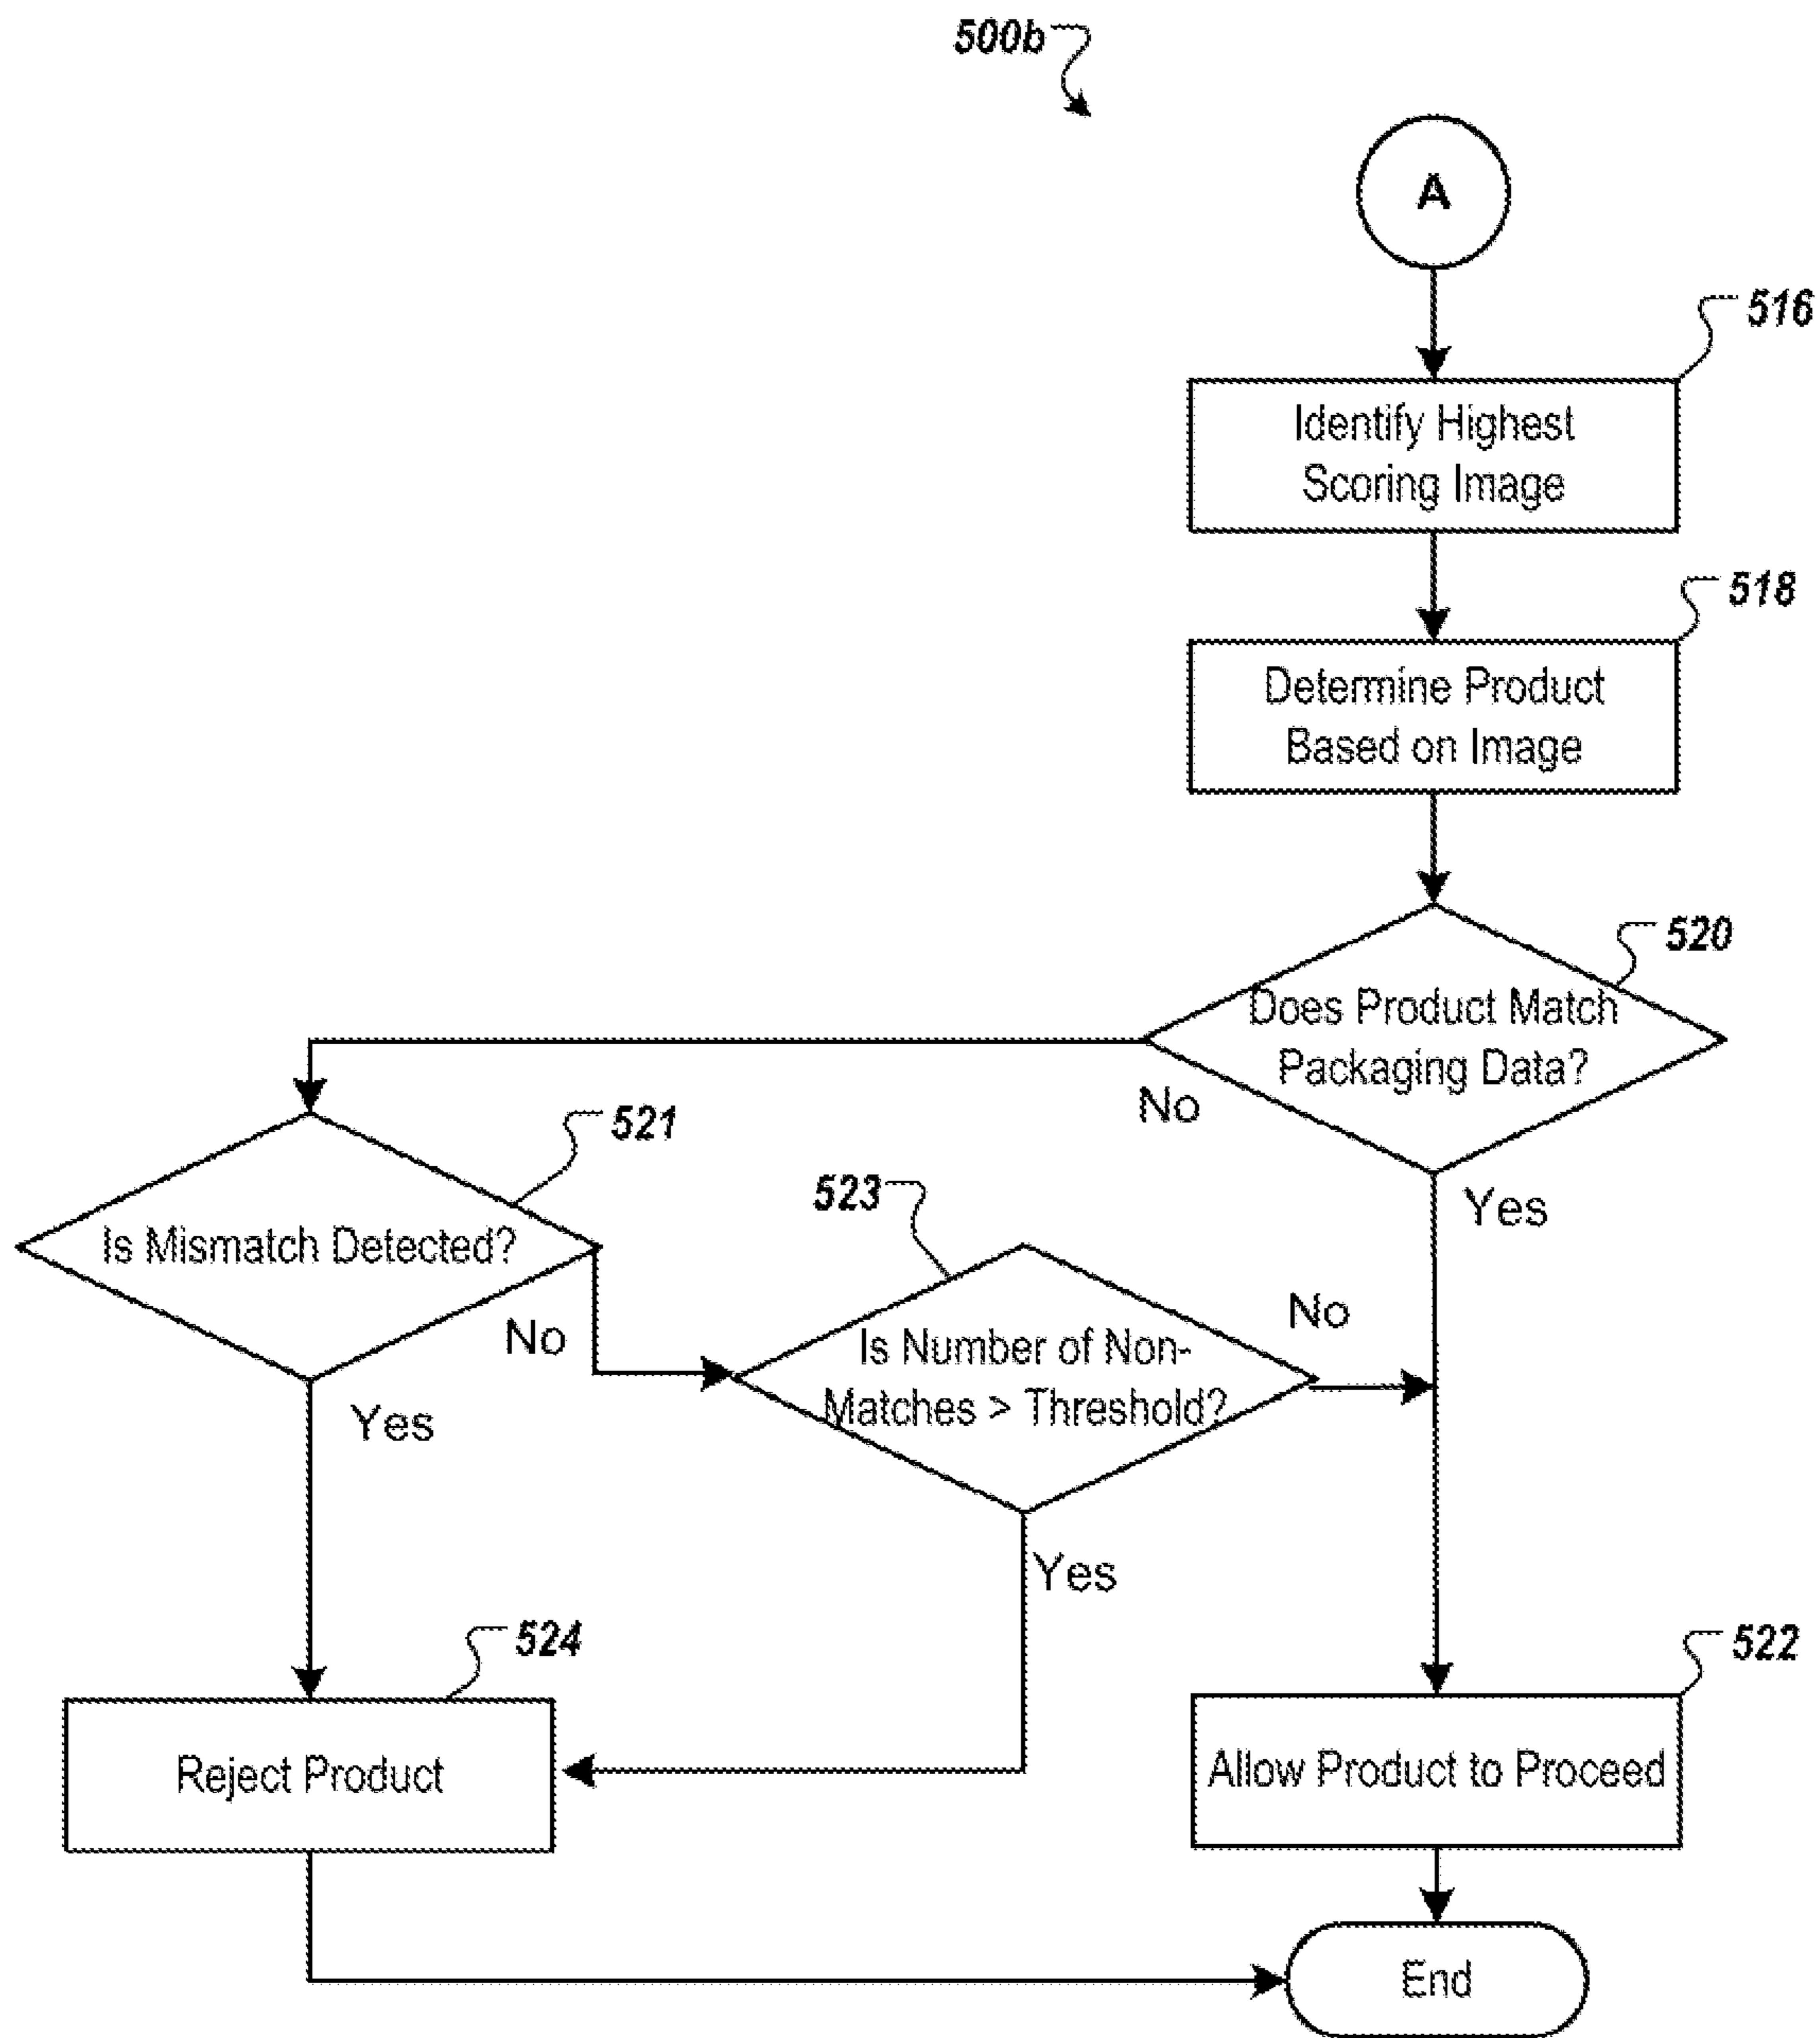 500b
A
516
Identify Highest
Scoring Image
518
Determine Product
Based on Image
520
Does Product Match
Packaging Data?
No
Yes
521
Is Mismatch Detected?
No
Yes
523
Is Number of Non-
Matches > Threshold?
No
Yes
524
Reject Product
522
Allow Product to Proceed
End